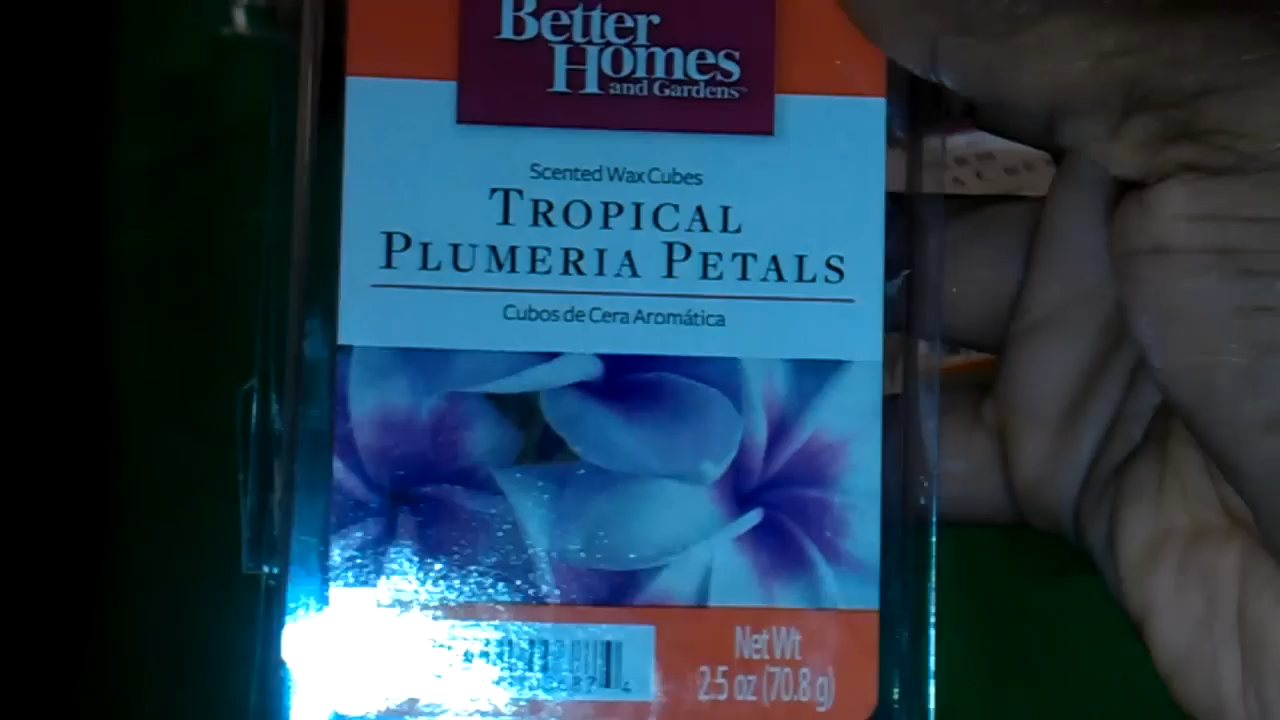 Better
Homes
and Gardens™
Scented Wax Cubes
TROPICAL
PLUMERIA PETALS
Cubos de Cera Aromática
Net Wt
2.5 oz (70.8 g)